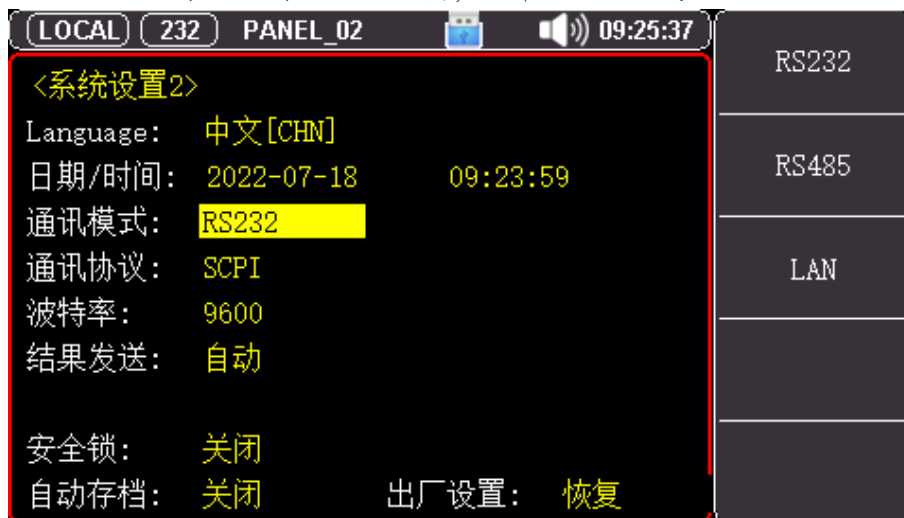 LOCAL 232 PANEL_02 09:25:37
<系统设置2>
Language: 中文[CHN]
日期/时间: 2022-07-18 09:23:59
通讯模式: RS232
通讯协议: SCPI
波特率: 9600
结果发送: 自动
安全锁: 关闭
自动存档: 关闭 出厂设置: 恢复
RS232
RS485
LAN